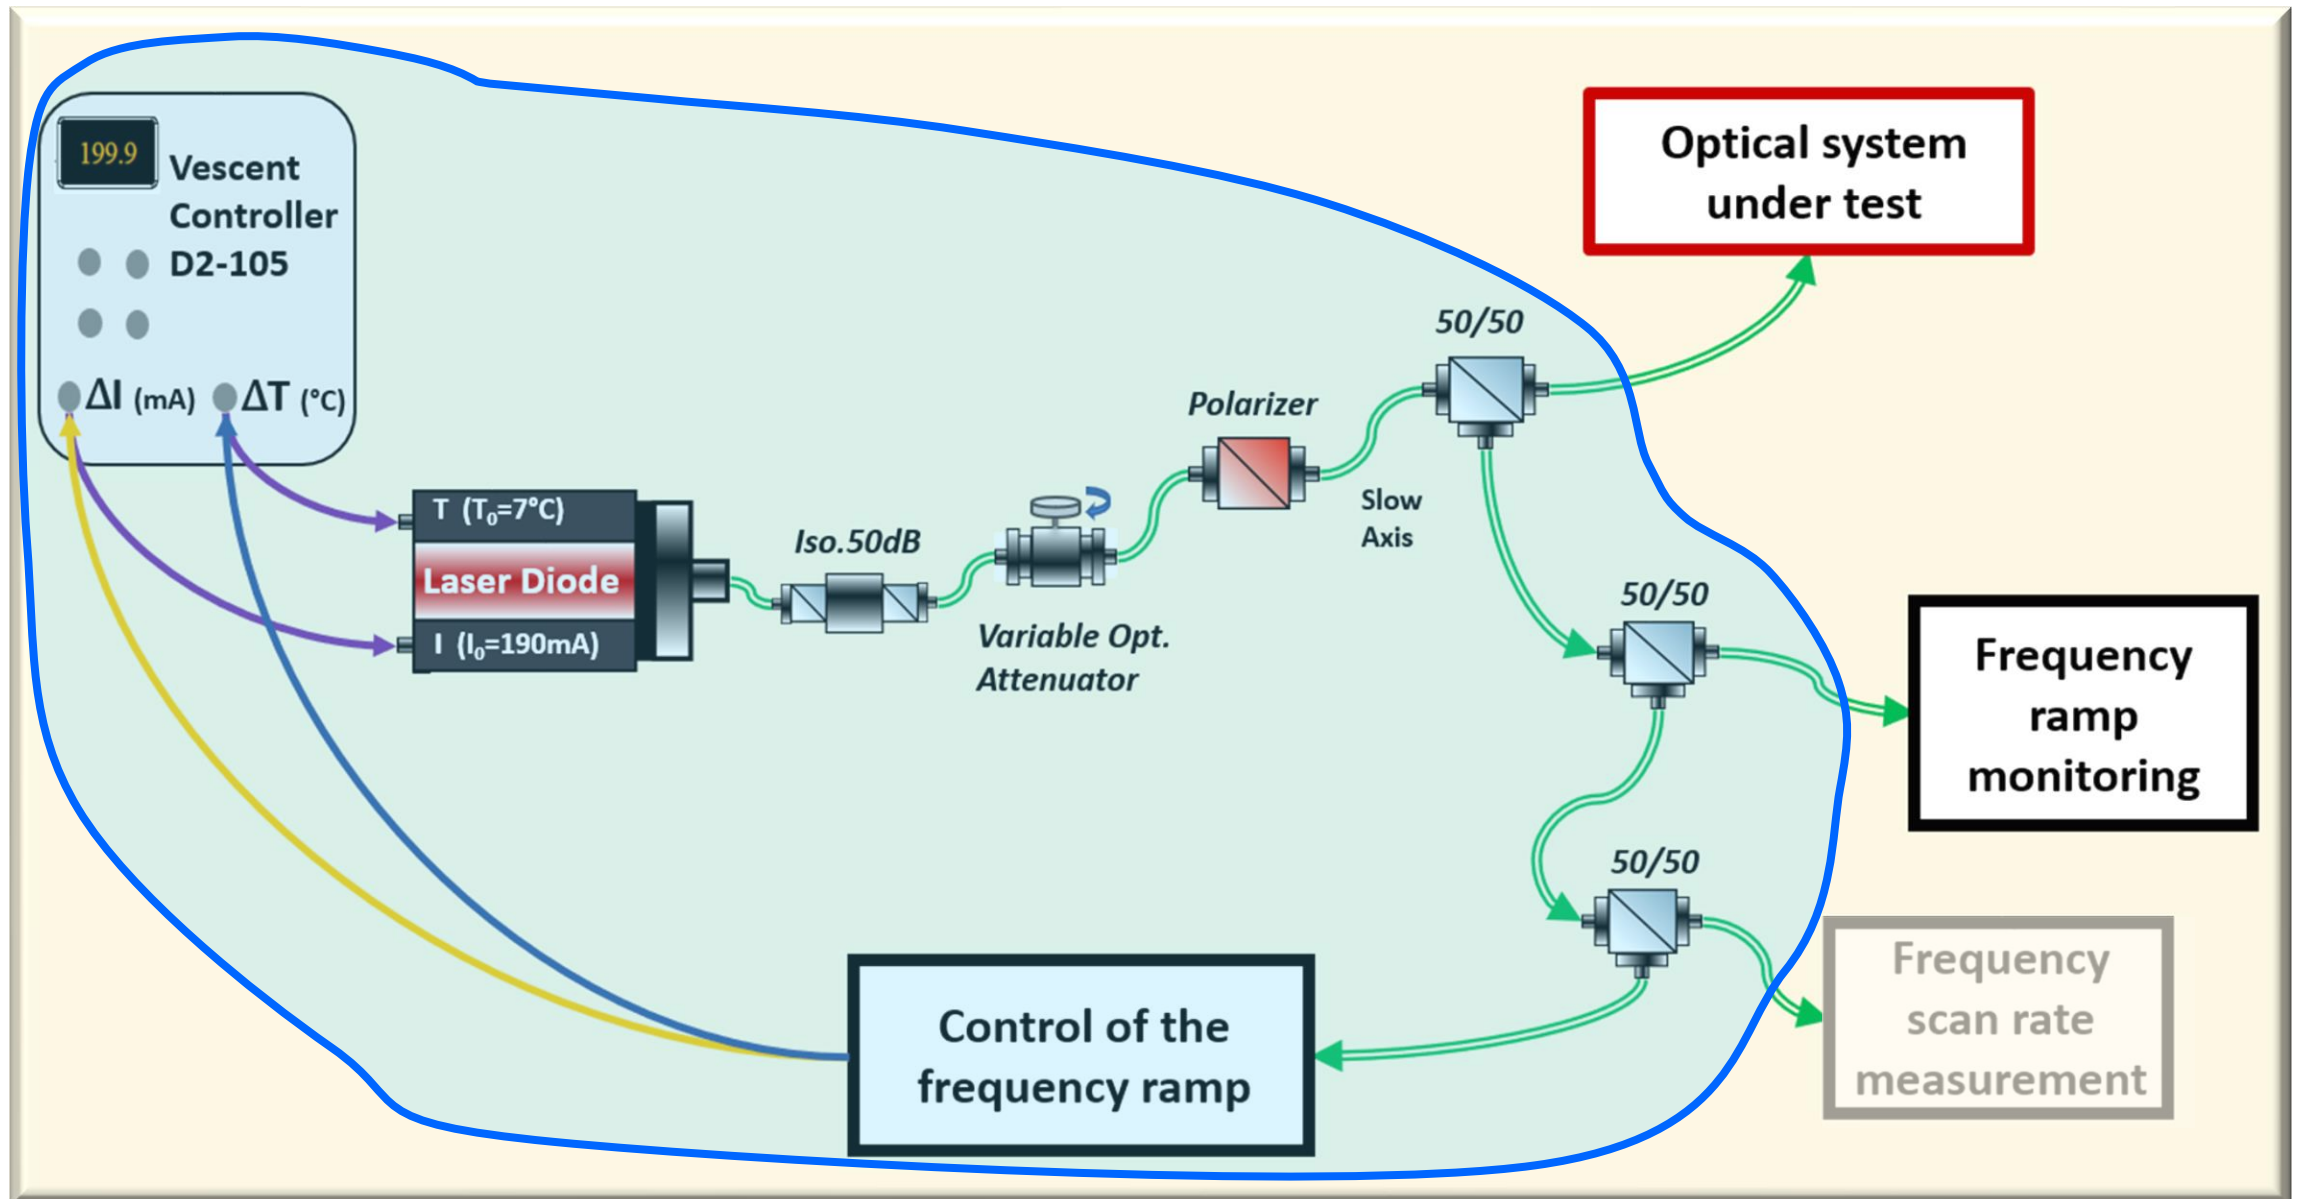 199.9
Vescent
Controller
D2-105
ΔI (mA)
ΔT (°C)
T (T₀=7°C)
Laser Diode
I (I₀=190mA)
Iso.50dB
Variable Opt.
Attenuator
Polarizer
Slow
Axis
50/50
Optical system
under test
50/50
Frequency
ramp
monitoring
50/50
Frequency
scan rate
measurement
Control of the
frequency ramp